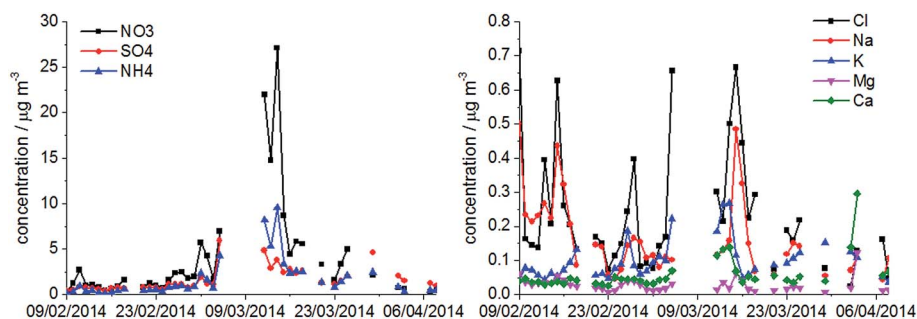 concentration / μg m⁻³
30
25
20
15
10
5
0
NO3
SO4
NH4
09/02/2014
23/02/2014
09/03/2014
23/03/2014
06/04/2014
concentration / μg m⁻³
0.8
0.7
0.6
0.5
0.4
0.3
0.2
0.1
0.0
Cl
Na
K
Mg
Ca
09/02/2014
23/02/2014
09/03/2014
23/03/2014
06/04/2014